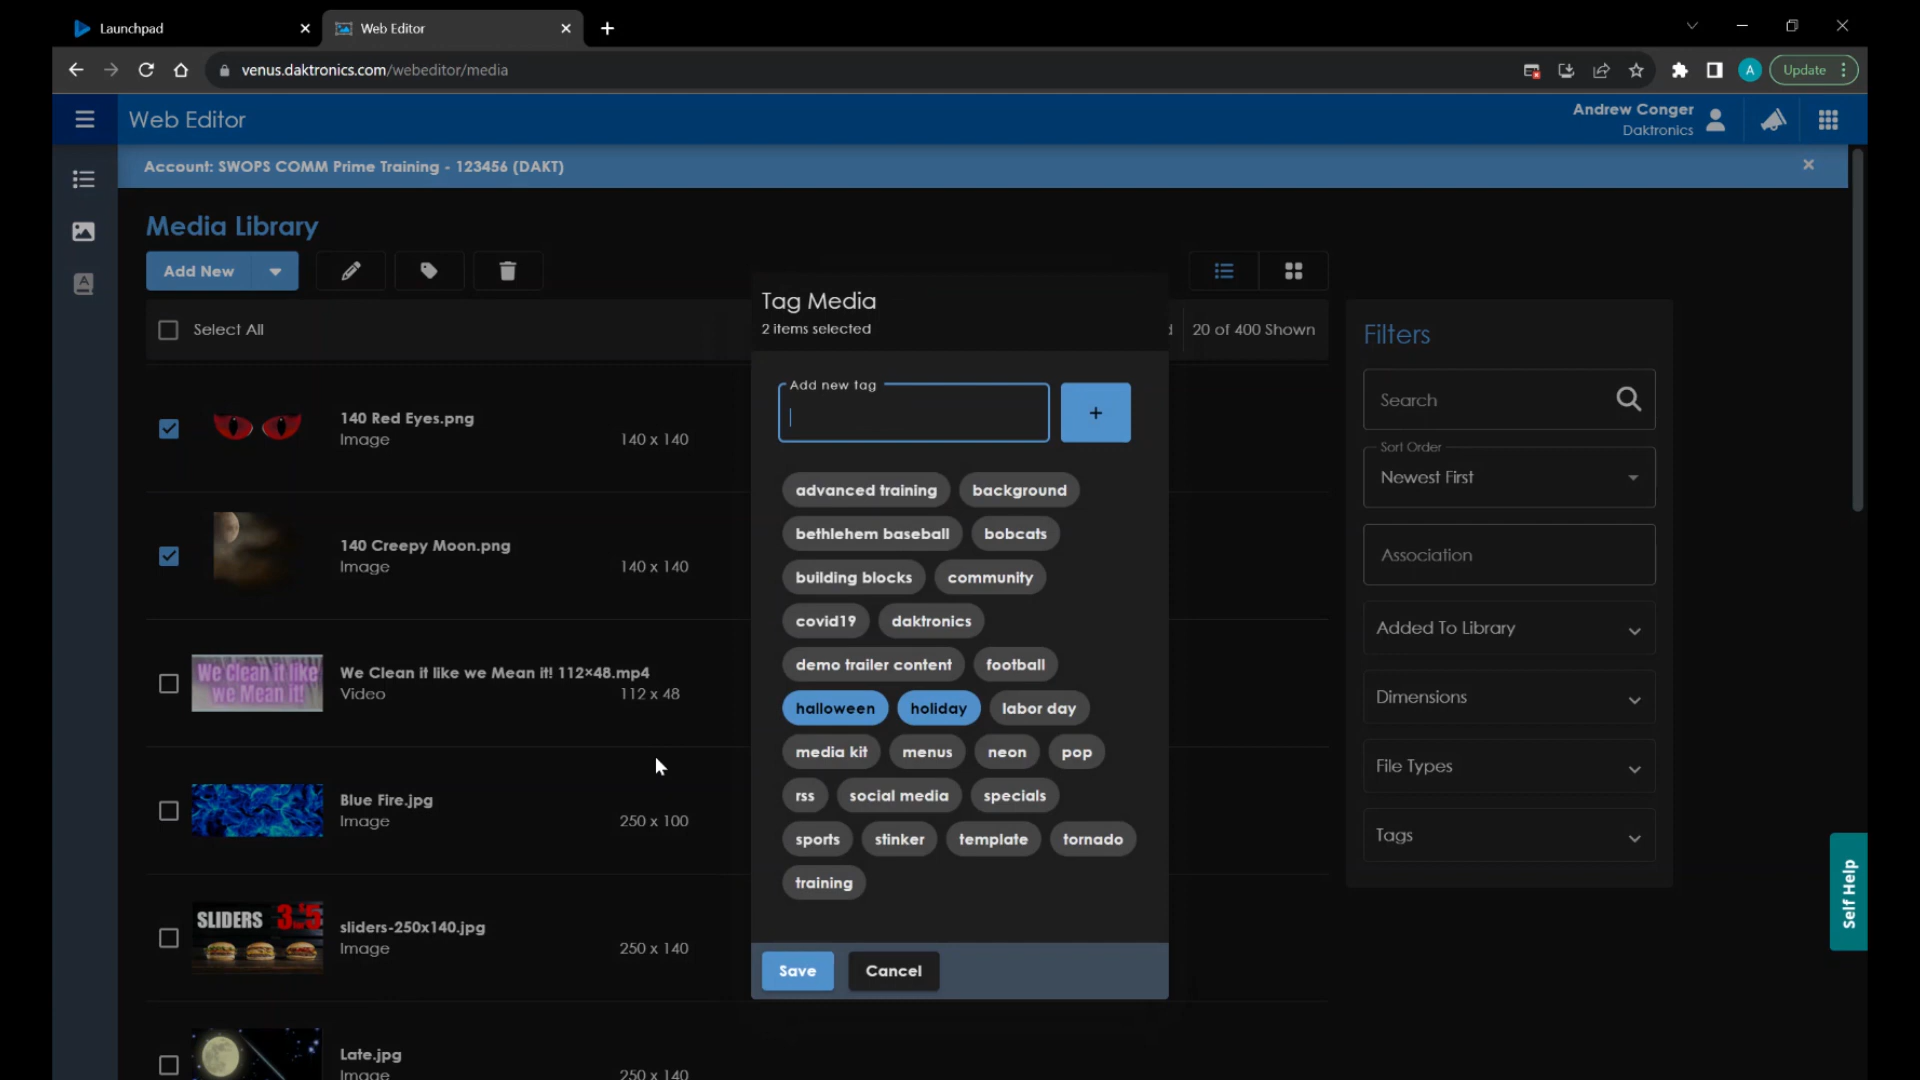 Launchpad
Web Editor
venus.daktronics.com/webeditor/media
A
Update
Web Editor
Andrew Conger
Daktronics
Account: SWOPS COMM Prime Training - 123456 (DAKT)
Media Library
Add New
Select All
20 of 400 Shown
140 Red Eyes.png
Image
140 x 140
140 Creepy Moon.png
Image
140 x 140
We Clean it like
we Mean it!
We Clean it like we Mean it! 112×48.mp4
Video
112 x 48
Blue Fire.jpg
Image
250 x 100
SLIDERS
sliders-250x140.jpg
Image
250 x 140
Late.jpg
Image
250 x 140
Tag Media
2 items selected
Add new tag
+
advanced training
background
bethlehem baseball
bobcats
building blocks
community
covid19
daktronics
demo trailer content
football
halloween
holiday
labor day
media kit
menus
neon
pop
rss
social media
specials
sports
stinker
template
tornado
training
Save
Cancel
Filters
Search
Sort Order
Newest First
Association
Added To Library
Dimensions
File Types
Tags
Self Help